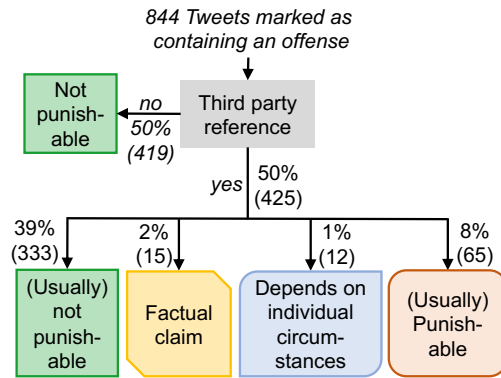 844 Tweets marked as
containing an offense
Not
punish-
able
no
50%
(419)
Third party
reference
yes
50%
(425)
39%
(333)
2%
(15)
1%
(12)
8%
(65)
(Usually)
not
punish-
able
Factual
claim
Depends on
individual
circum-
stances
(Usually)
Punish-
able